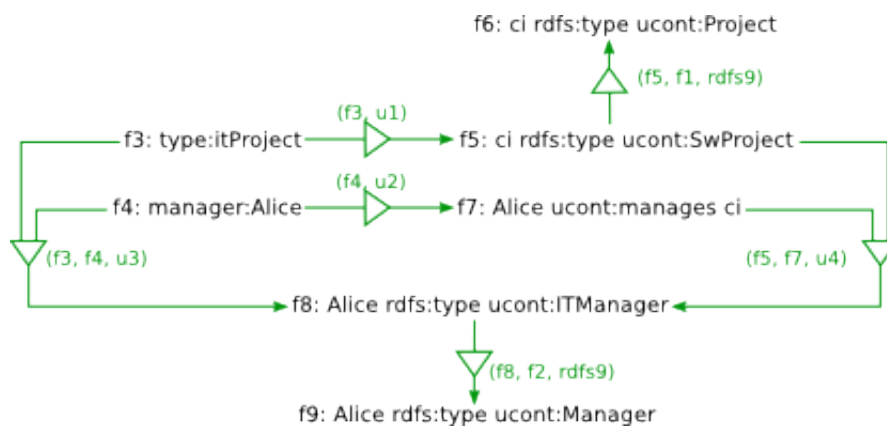 f6: ci rdfs:type ucont:Project
(f5, f1, rdfs9)
(f3, u1)
f3: type:itProject
f5: ci rdfs:type ucont:SwProject
(f4, u2)
f4: manager:Alice
f7: Alice ucont:manages ci
(f3, f4, u3)
(f5, f7, u4)
f8: Alice rdfs:type ucont:ITManager
(f8, f2, rdfs9)
f9: Alice rdfs:type ucont:Manager